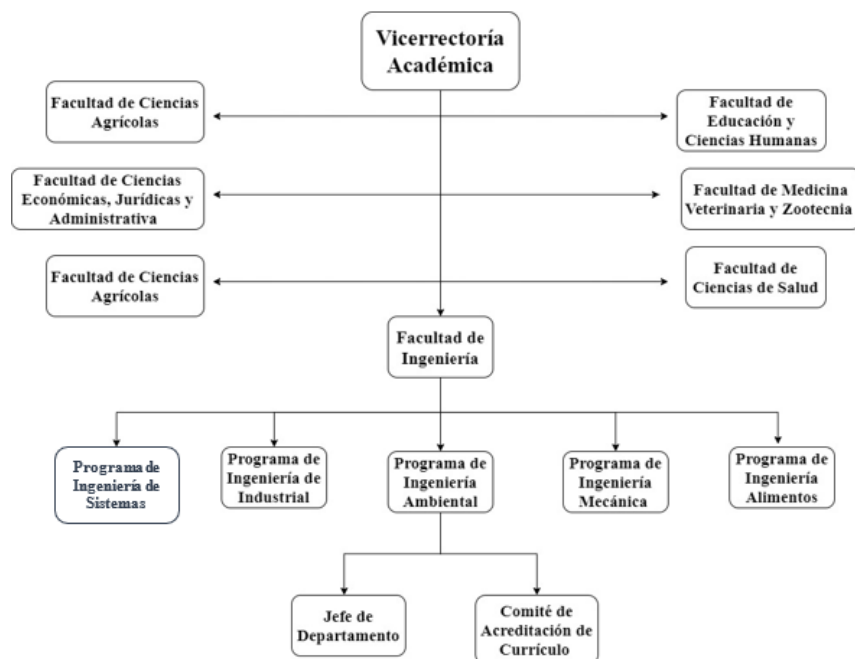 Vicerrectoría
Académica
Facultad de Ciencias
Agrícolas
Facultad de
Educación y
Ciencias Humanas
Facultad de Ciencias
Económicas, Jurídicas y
Administrativa
Facultad de Medicina
Veterinaria y Zootecnia
Facultad de Ciencias
Agrícolas
Facultad de
Ciencias de Salud
Facultad de
Ingeniería
Programa de
Ingeniería de
Sistemas
Programa de
Ingeniería de
Industrial
Programa de
Ingeniería
Ambiental
Programa de
Ingeniería
Mecánica
Programa de
Ingeniería
Alimentos
Jefe de
Departamento
Comité de
Acreditación de
Currículo